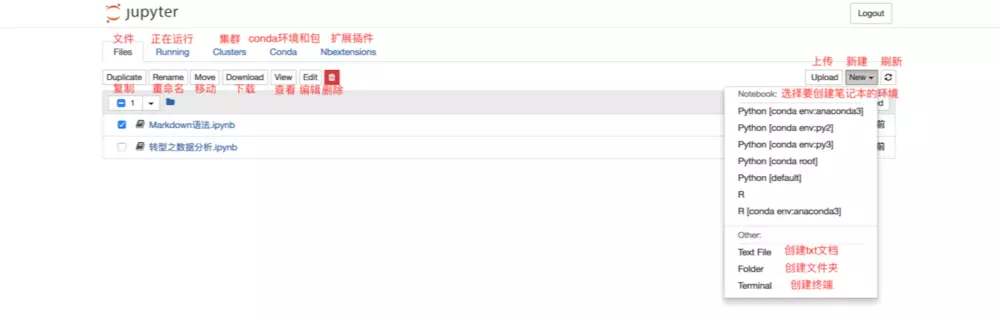 jupyter
Logout
文件 正在运行 集群 conda环境和包 扩展插件
Files Running Clusters Conda Nbextensions
上传 新建 刷新
Duplicate Rename Move Download View Edit Upload New
复制 重命名 移动 下载 查看 编辑 删除
1
Notebook: 选择要创建笔记本的环境
Markdown语法.ipynb
前
转型之数据分析.ipynb
前
Python [conda env:anaconda3]
Python [conda env:py2]
Python [conda env:py3]
Python [conda root]
Python [default]
R
R [conda env:anaconda3]
Other:
Text File 创建txt文档
Folder 创建文件夹
Terminal 创建终端